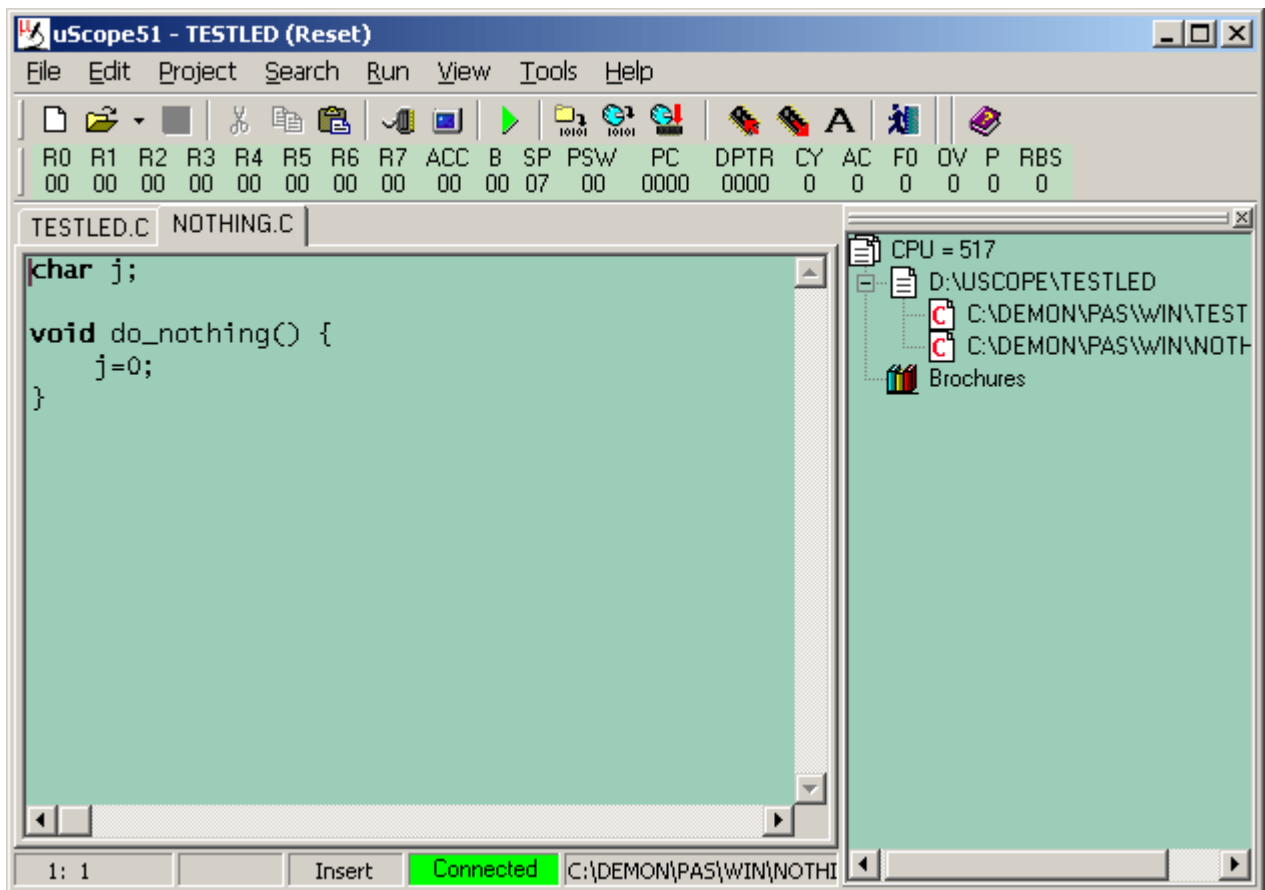 uScope51 - TESTLED (Reset)
File Edit Project Search Run View Tools Help
R0 R1 R2 R3 R4 R5 R6 R7 ACC B SP PSW PC DPTR CY AC F0 OV P RBS
00 00 00 00 00 00 00 00 00 00 07 00 0000 0000 0 0 0 0 0 0
TESTLED.C NOTHING.C
char j;
void do_nothing() {
j=0;
}
CPU = 517
D:\USCOPE\TESTLED
C:\DEMON\PAS\WIN\TEST
C:\DEMON\PAS\WIN\NOTH
Brochures
1: 1 Insert Connected C:\DEMON\PAS\WIN\NOTHI